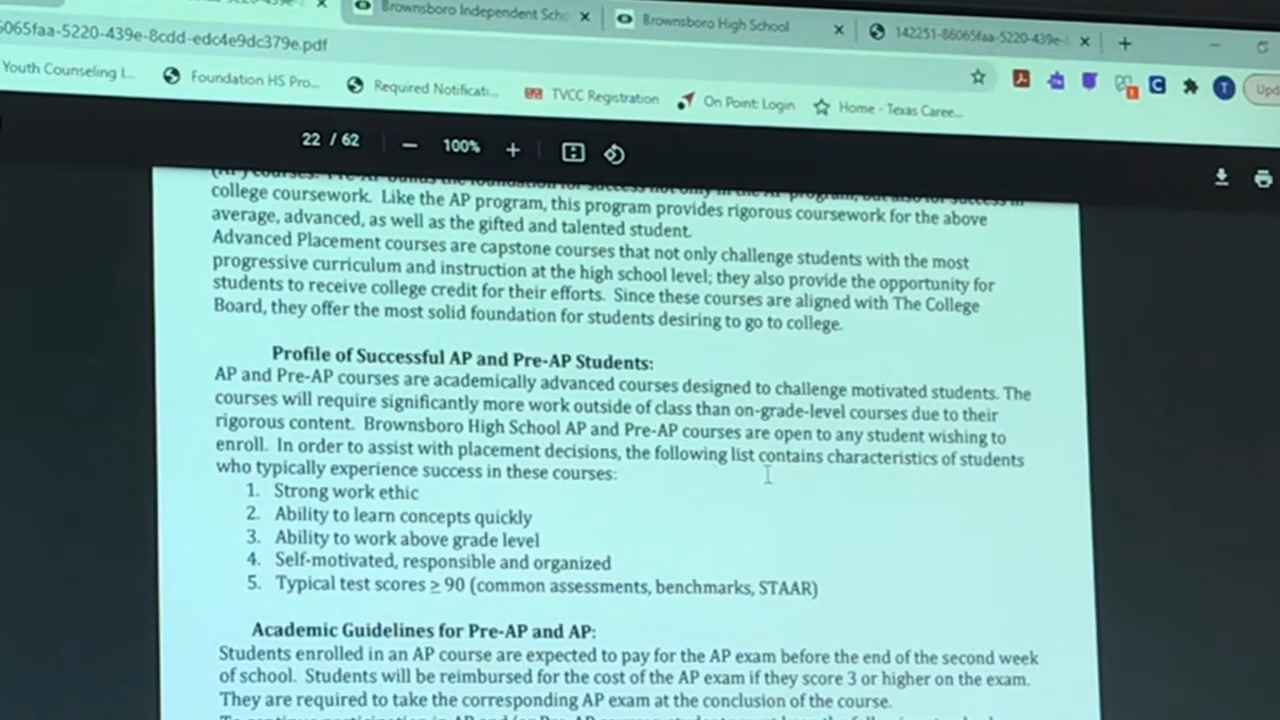 Brownsboro Independent Scho
Brownsboro High School
142251-86065faa-5220-439e-
5065faa-5220-439e-8cdd-edc4e9dc379e.pdf
Youth Counseling I...
Foundation HS Pro...
Required Notificati...
TVCC Registration
On Point: Login
Home - Texas Caree...
T
Upd
22 / 62
100%
college coursework. Like the AP program, this program provides rigorous coursework for the above
average, advanced, as well as the gifted and talented student.
Advanced Placement courses are capstone courses that not only challenge students with the most
progressive curriculum and instruction at the high school level; they also provide the opportunity for
students to receive college credit for their efforts. Since these courses are aligned with The College
Board, they offer the most solid foundation for students desiring to go to college.
Profile of Successful AP and Pre-AP Students:
AP and Pre-AP courses are academically advanced courses designed to challenge motivated students. The
courses will require significantly more work outside of class than on-grade-level courses due to their
rigorous content. Brownsboro High School AP and Pre-AP courses are open to any student wishing to
enroll. In order to assist with placement decisions, the following list contains characteristics of students
who typically experience success in these courses:
1. Strong work ethic
2. Ability to learn concepts quickly
3. Ability to work above grade level
4. Self-motivated, responsible and organized
5. Typical test scores ≥ 90 (common assessments, benchmarks, STAAR)
Academic Guidelines for Pre-AP and AP:
Students enrolled in an AP course are expected to pay for the AP exam before the end of the second week
of school. Students will be reimbursed for the cost of the AP exam if they score 3 or higher on the exam.
They are required to take the corresponding AP exam at the conclusion of the course.